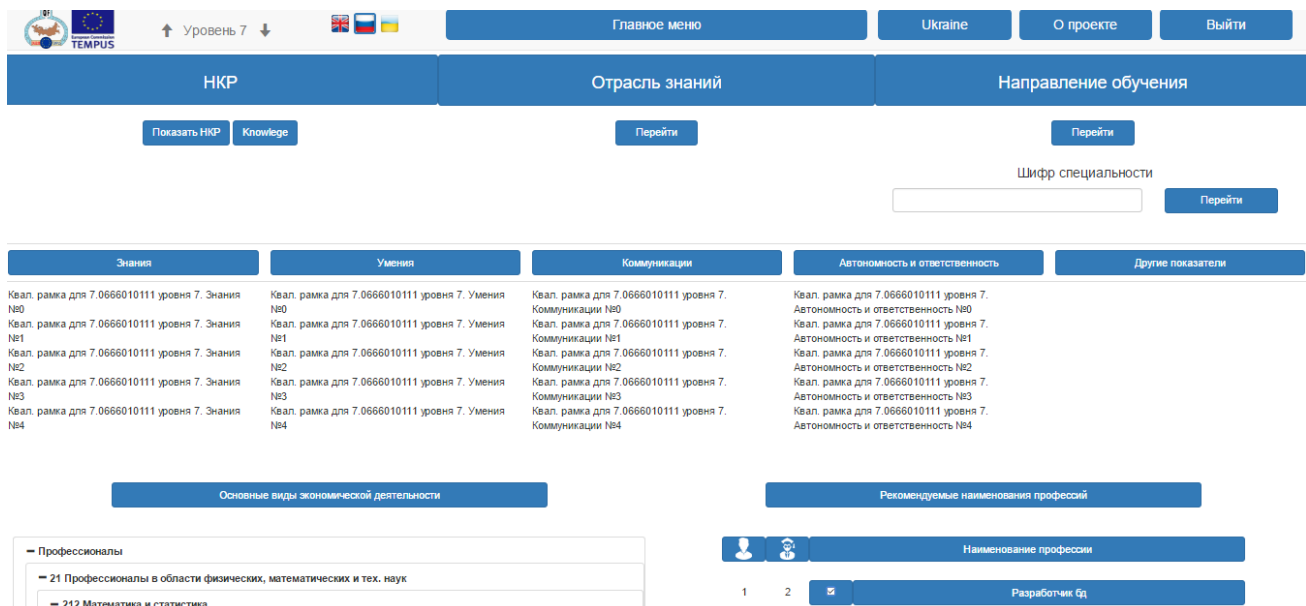 IQF
European Commission
TEMPUS
Уровень 7
Главное меню
Ukraine
О проекте
Выйти
НКР
Отрасль знаний
Направление обучения
Показать НКР
Knowlege
Перейти
Перейти
Шифр специальности
Перейти
Знания
Умения
Коммуникации
Автономность и ответственность
Другие показатели
Квал. рамка для 7.0666010111 уровня 7. Знания
№0
Квал. рамка для 7.0666010111 уровня 7. Знания
№1
Квал. рамка для 7.0666010111 уровня 7. Знания
№2
Квал. рамка для 7.0666010111 уровня 7. Знания
№3
Квал. рамка для 7.0666010111 уровня 7. Знания
№4
Квал. рамка для 7.0666010111 уровня 7. Умения
№0
Квал. рамка для 7.0666010111 уровня 7. Умения
№1
Квал. рамка для 7.0666010111 уровня 7. Умения
№2
Квал. рамка для 7.0666010111 уровня 7. Умения
№3
Квал. рамка для 7.0666010111 уровня 7. Умения
№4
Квал. рамка для 7.0666010111 уровня 7.
Коммуникации №0
Квал. рамка для 7.0666010111 уровня 7.
Коммуникации №1
Квал. рамка для 7.0666010111 уровня 7.
Коммуникации №2
Квал. рамка для 7.0666010111 уровня 7.
Коммуникации №3
Квал. рамка для 7.0666010111 уровня 7.
Коммуникации №4
Квал. рамка для 7.0666010111 уровня 7.
Автономность и ответственность №0
Квал. рамка для 7.0666010111 уровня 7.
Автономность и ответственность №1
Квал. рамка для 7.0666010111 уровня 7.
Автономность и ответственность №2
Квал. рамка для 7.0666010111 уровня 7.
Автономность и ответственность №3
Квал. рамка для 7.0666010111 уровня 7.
Автономность и ответственность №4
Основные виды экономической деятельности
Рекомендуемые наименования профессий
Профессионалы
21 Профессионалы в области физических, математических и тех. наук
212 Математика и статистика
Наименование профессии
1 2 Разработчик бд